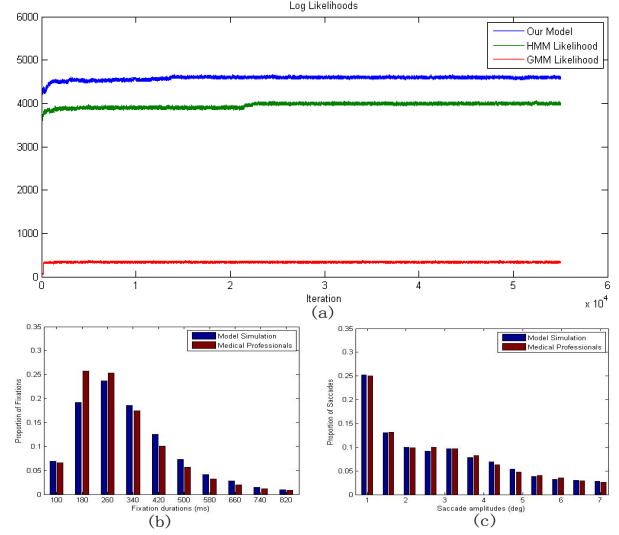 Log Likelihoods
6000
5000
4000
3000
2000
1000
0
Our Model
HMM Likelihood
GMM Likelihood
0 1 2 3 4 5 6
Iteration
x 10^4
(a)
0.35
0.3
0.25
0.2
0.15
0.1
0.05
0
Proportion of Fixations
Model Simulation
Medical Professionals
100 180 260 340 420 500 580 660 740 820
Fixation durations (ms)
(b)
0.35
0.3
0.25
0.2
0.15
0.1
0.05
0
Proportion of Saccades
Model Simulation
Medical Professionals
1 2 3 4 5 6 7
Saccade amplitudes (deg)
(c)